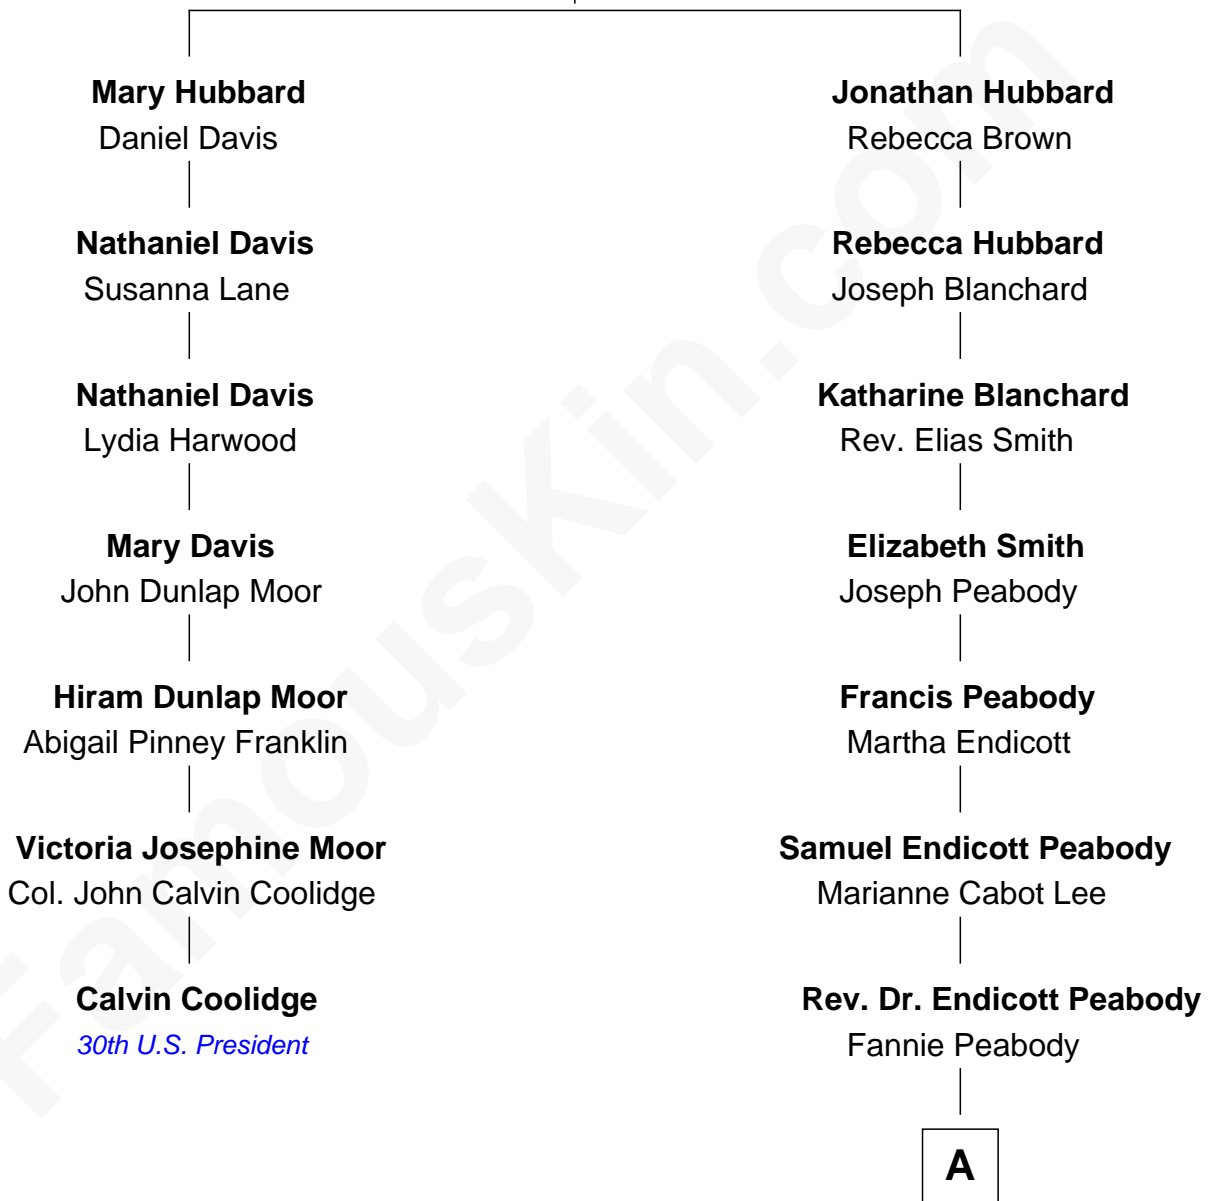 Mary Hubbard
Daniel Davis
Jonathan Hubbard
Rebecca Brown
Nathaniel Davis
Susanna Lane
Rebecca Hubbard
Joseph Blanchard
Nathaniel Davis
Lydia Harwood
Katharine Blanchard
Rev. Elias Smith
Mary Davis
John Dunlap Moor
Elizabeth Smith
Joseph Peabody
Hiram Dunlap Moor
Abigail Pinney Franklin
Francis Peabody
Martha Endicott
Victoria Josephine Moor
Col. John Calvin Coolidge
Samuel Endicott Peabody
Marianne Cabot Lee
Calvin Coolidge
30th U.S. President
Rev. Dr. Endicott Peabody
Fannie Peabody
A
FamousKin.com